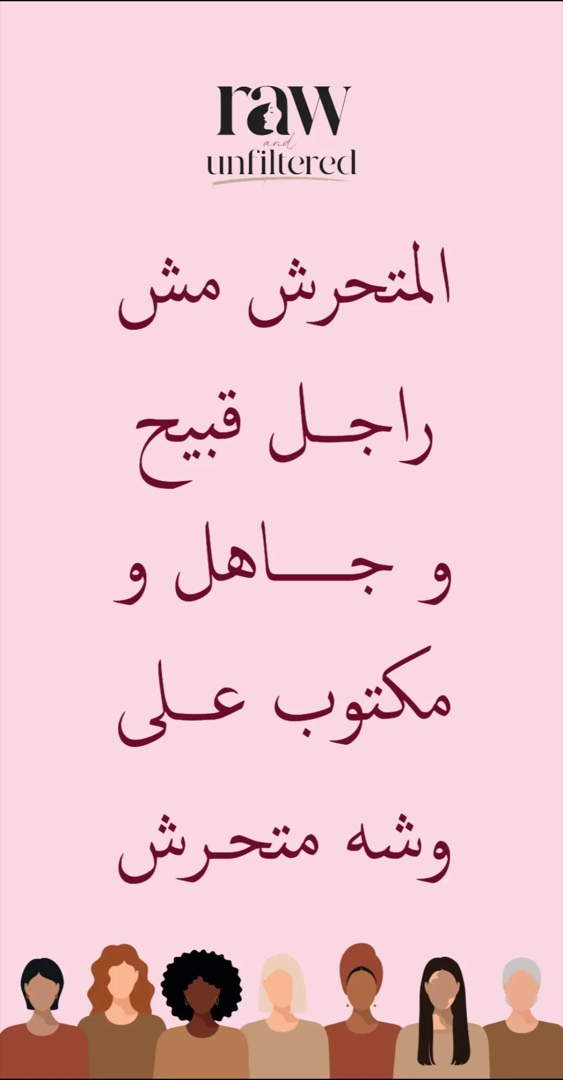 raw
and
unfiltered
المتحرش مش
راجل قبيح
و جاهل و
مكتوب على
وشه متحرش